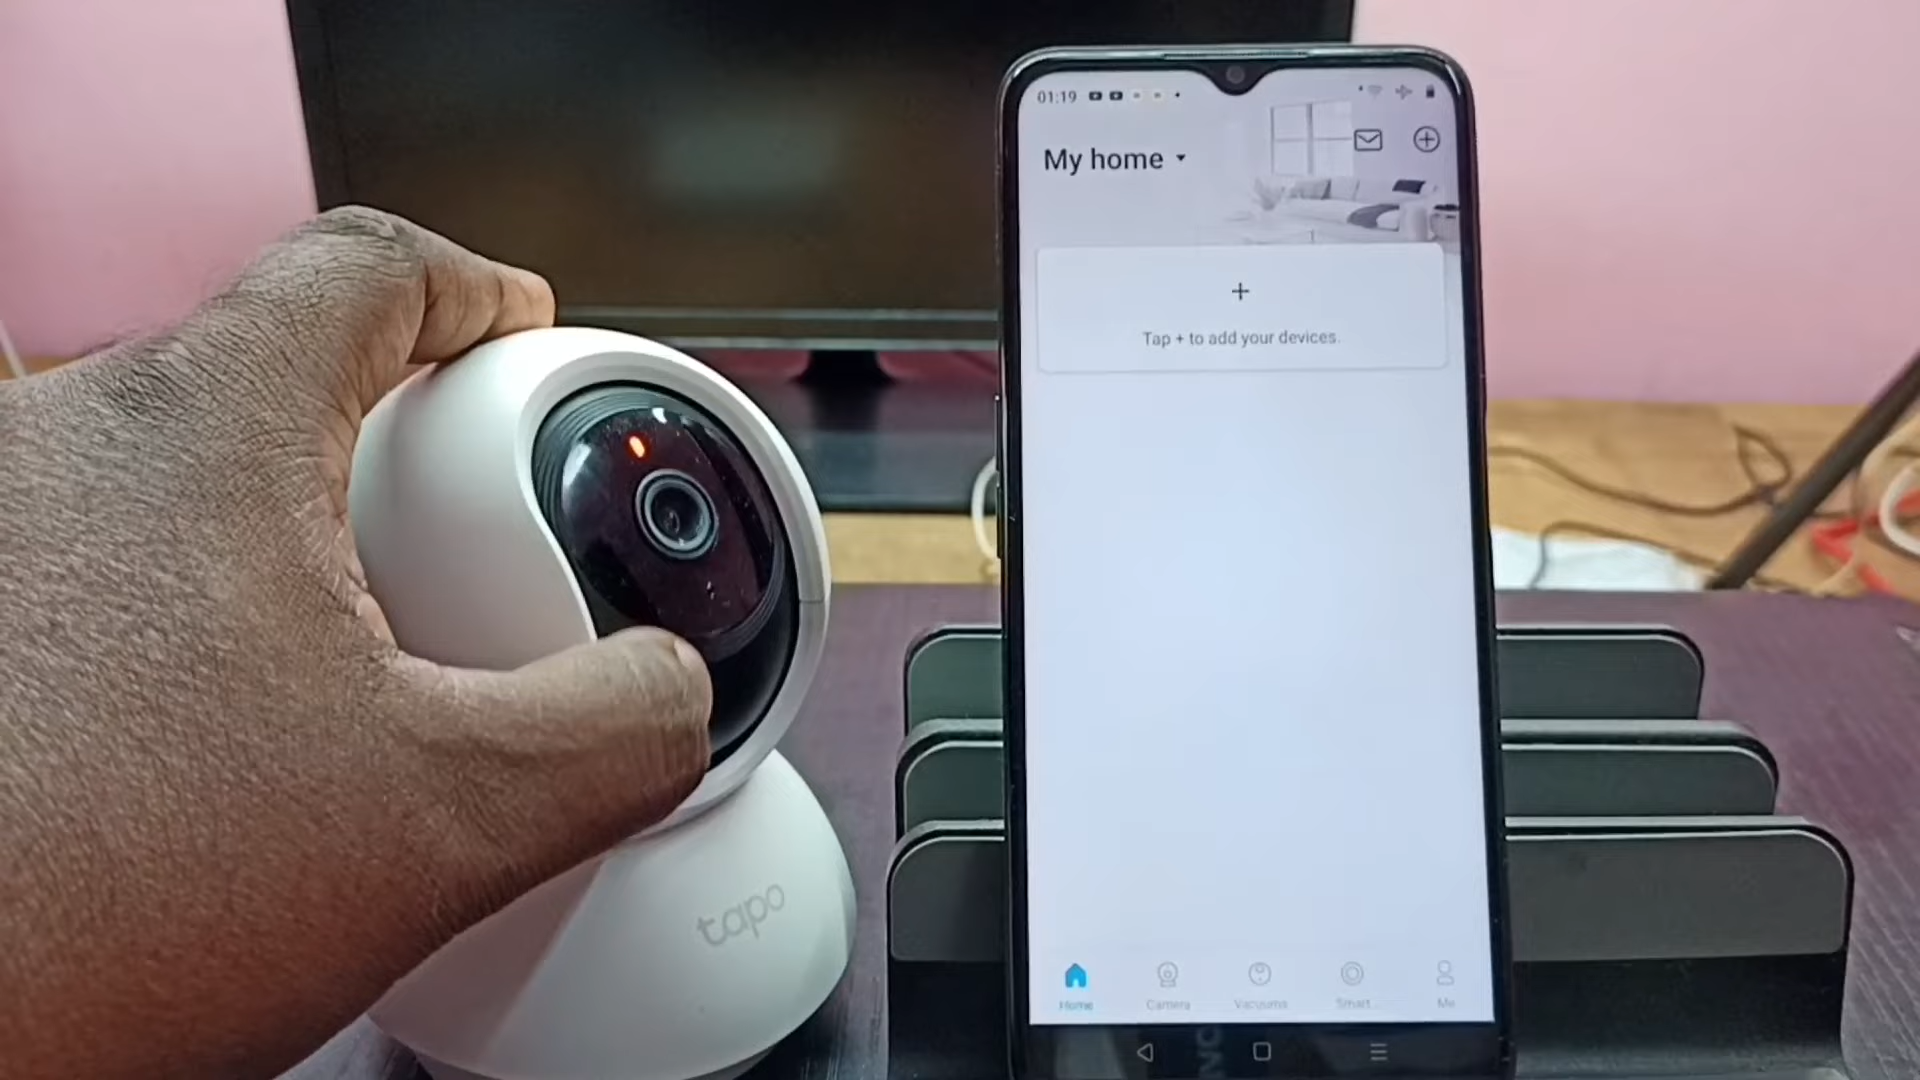 01:19
My home
+
Tap + to add your devices.
tapo
Home
Camera
Vacuums
Smart...
Me